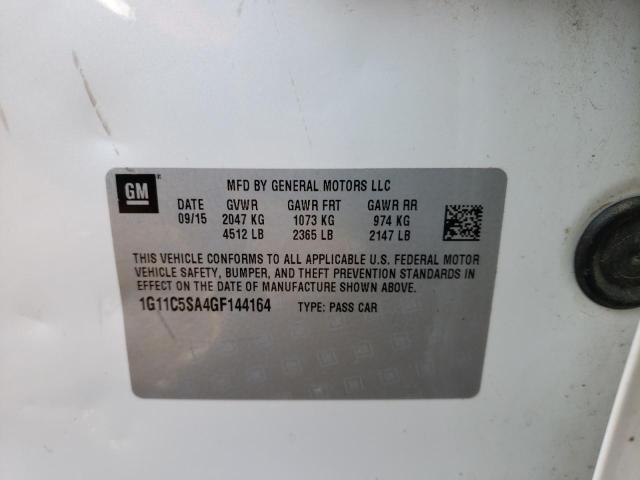 GM
MFD BY GENERAL MOTORS LLC
DATE GVWR GAWR FRT GAWR RR
09/15 2047 KG 1073 KG 974 KG
4512 LB 2365 LB 2147 LB
THIS VEHICLE CONFORMS TO ALL APPLICABLE U.S. FEDERAL MOTOR
VEHICLE SAFETY, BUMPER, AND THEFT PREVENTION STANDARDS IN
EFFECT ON THE DATE OF MANUFACTURE SHOWN ABOVE.
1G11C5SA4GF144164 TYPE: PASS CAR